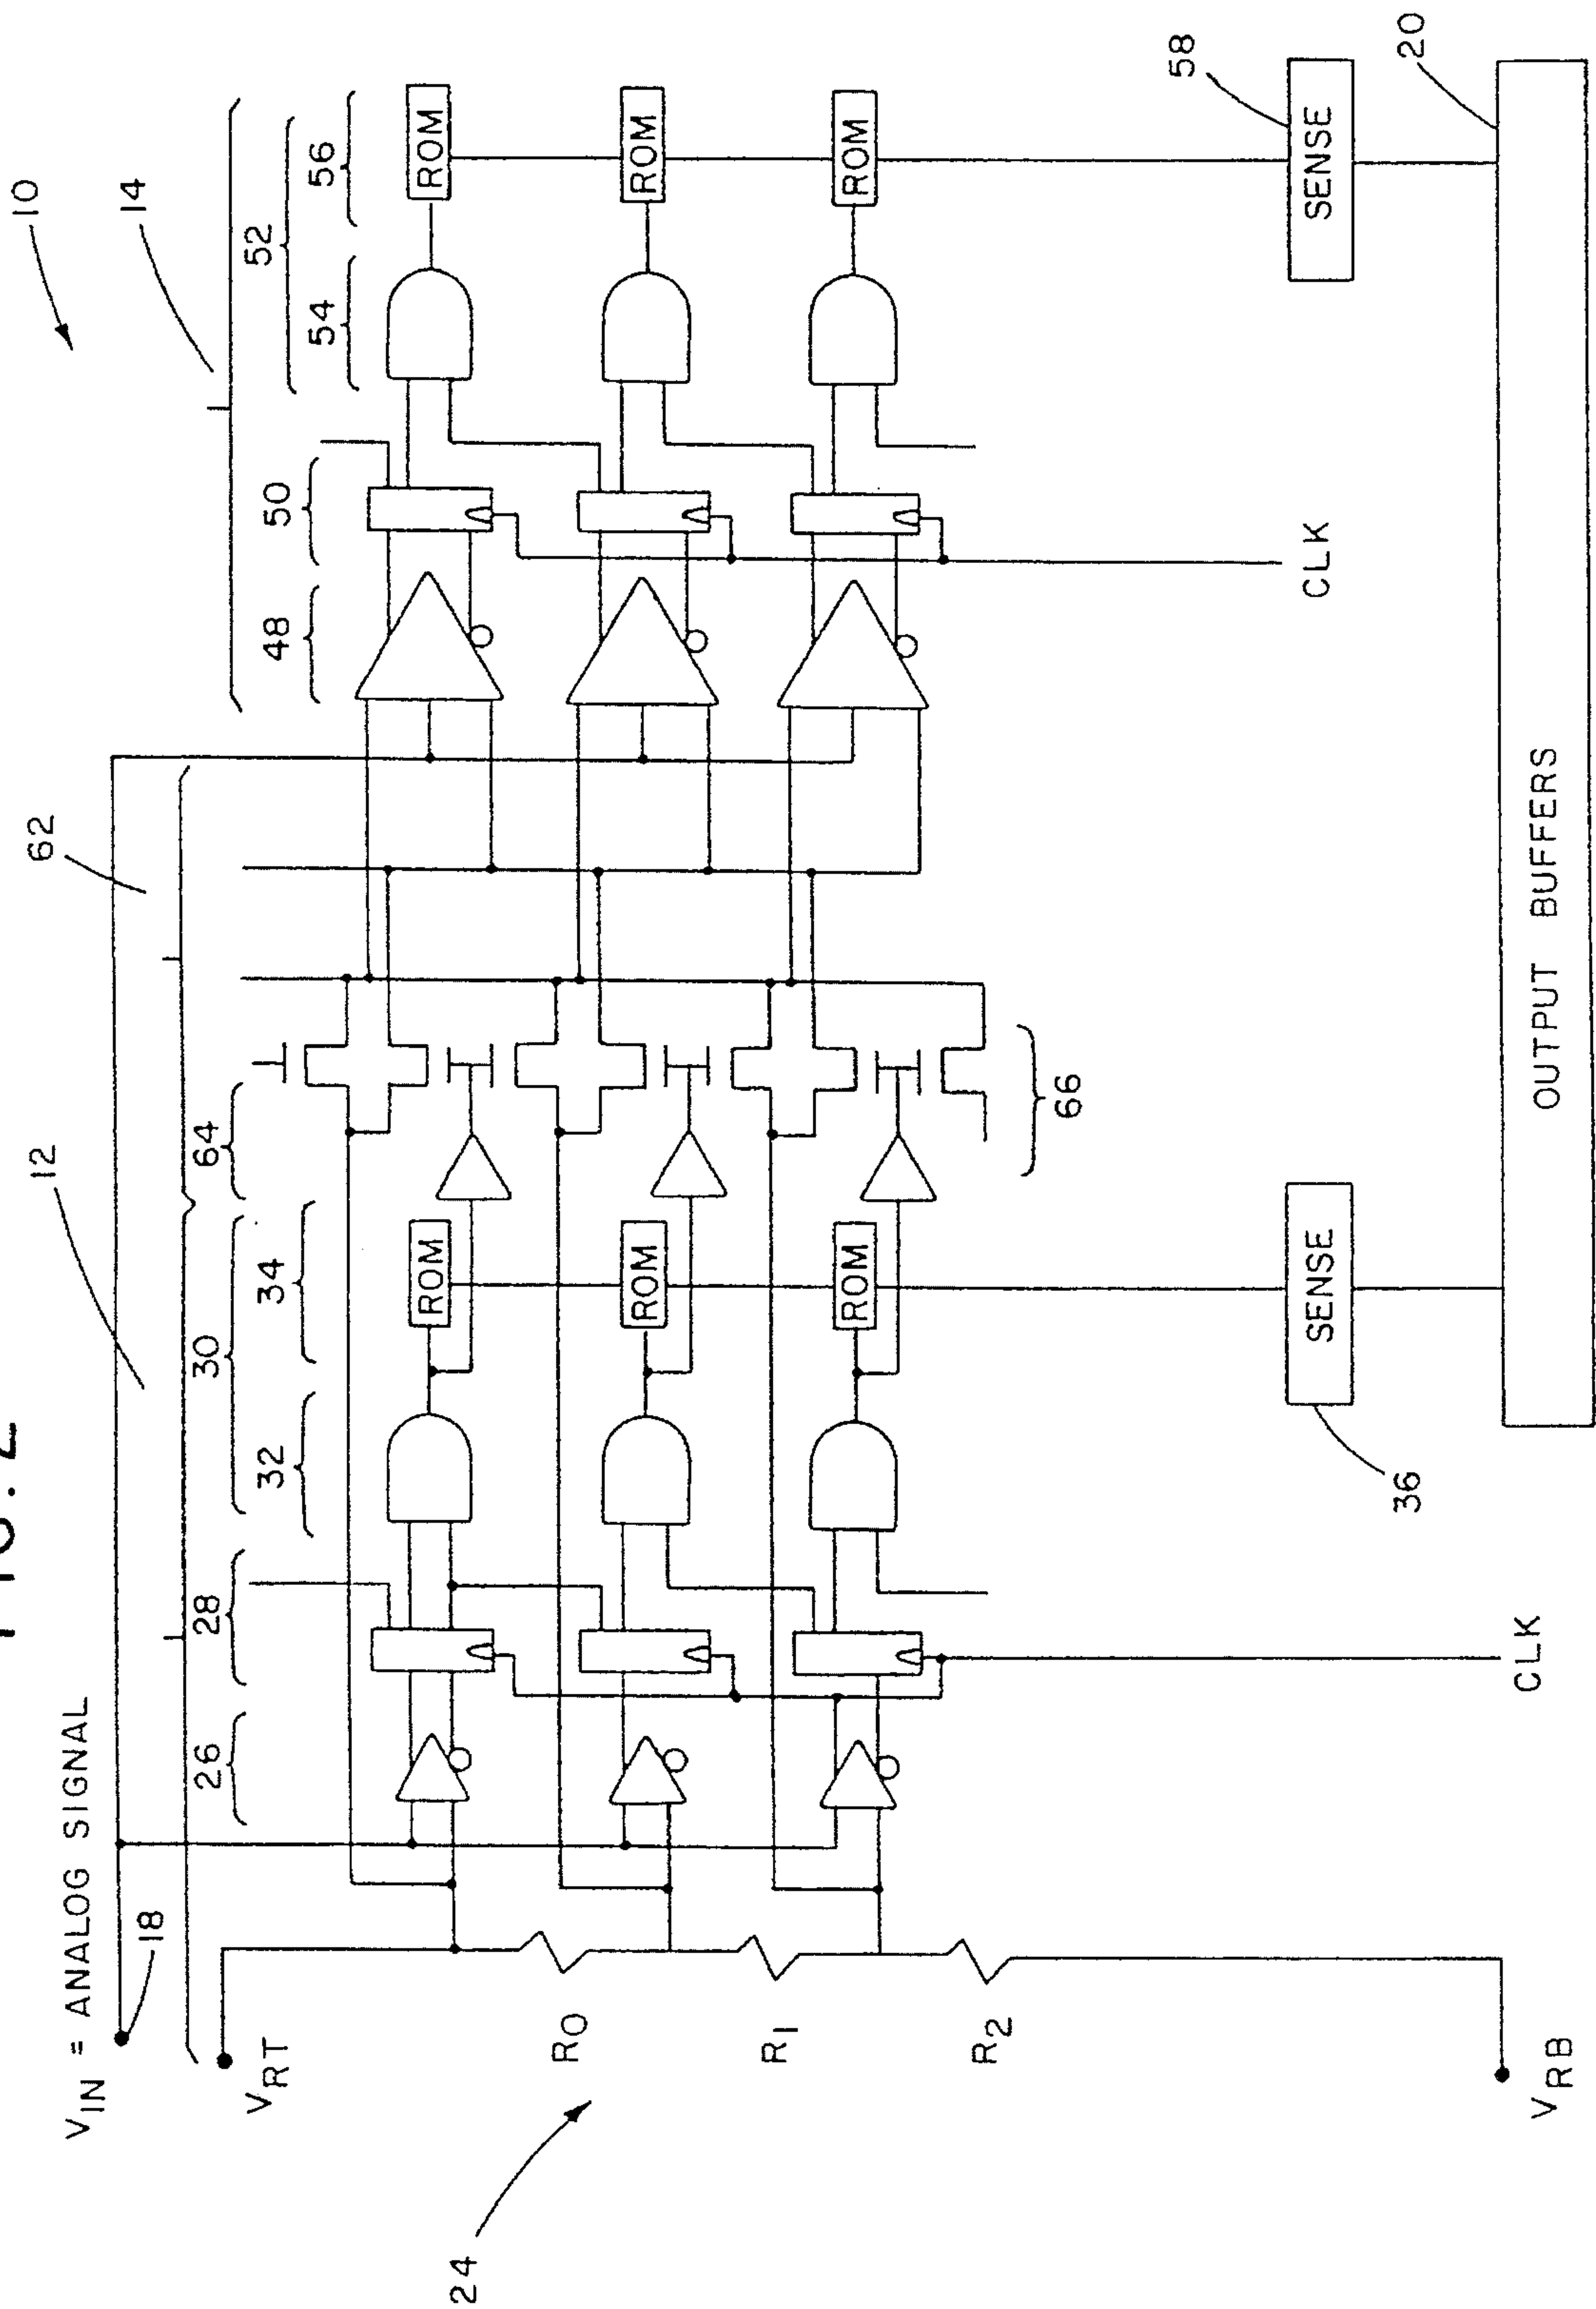 FIG. 2
10
62
12
14
V_IN = ANALOG SIGNAL
18
V_RT
26
28
30
32
34
64
48
50
52
54
56
ROM
ROM
ROM
ROM
ROM
ROM
66
24
R0
R1
R2
V_RB
CLK
CLK
36
SENSE
58
SENSE
20
OUTPUT BUFFERS